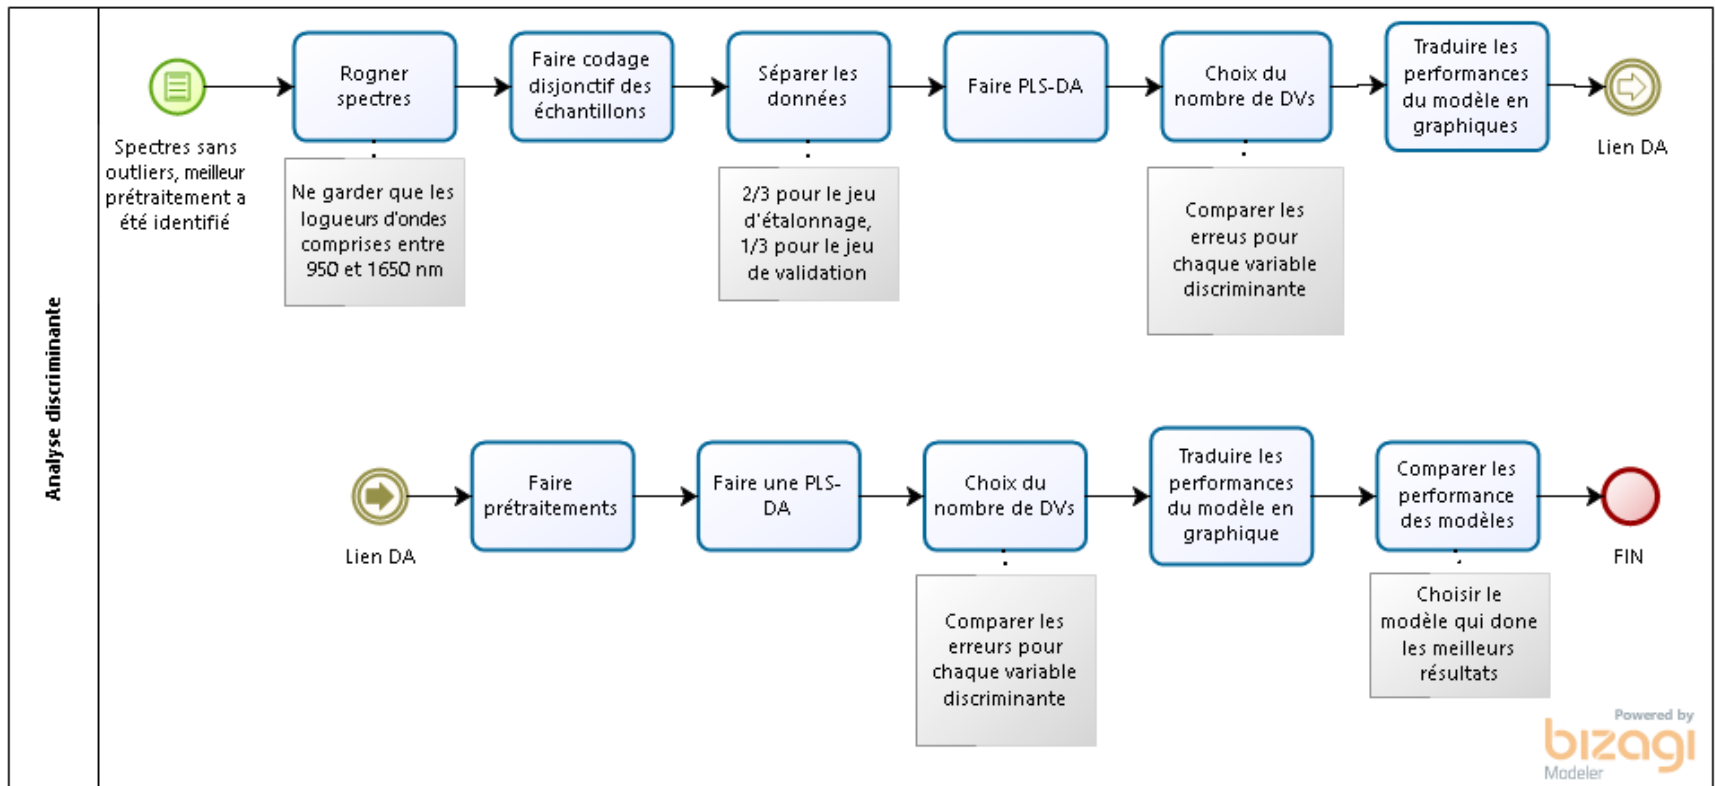 Analyse discriminante
Spectres sans
outliers, meilleur
prétraitement a
été identifié
Rogner
spectres
Ne garder que les
logueurs d'ondes
comprises entre
950 et 1650 nm
Faire codage
disjonctif des
échantillons
Séparer les
données
2/3 pour le jeu
d'étalonnage,
1/3 pour le jeu
de validation
Faire PLS-DA
Choix du
nombre de DVs
Comparer les
erreus pour
chaque variable
discriminante
Traduire les
performances
du modèle en
graphiques
Lien DA
Lien DA
Faire
prétraitements
Faire une PLS-
DA
Choix du
nombre de DVs
Comparer les
erreurs pour
chaque variable
discriminante
Traduire les
performances
du modèle en
graphique
Comparer les
performance
des modèles
Choisir le
modèle qui done
les meilleurs
résultats
FIN
Powered by
bizagi
Modeler